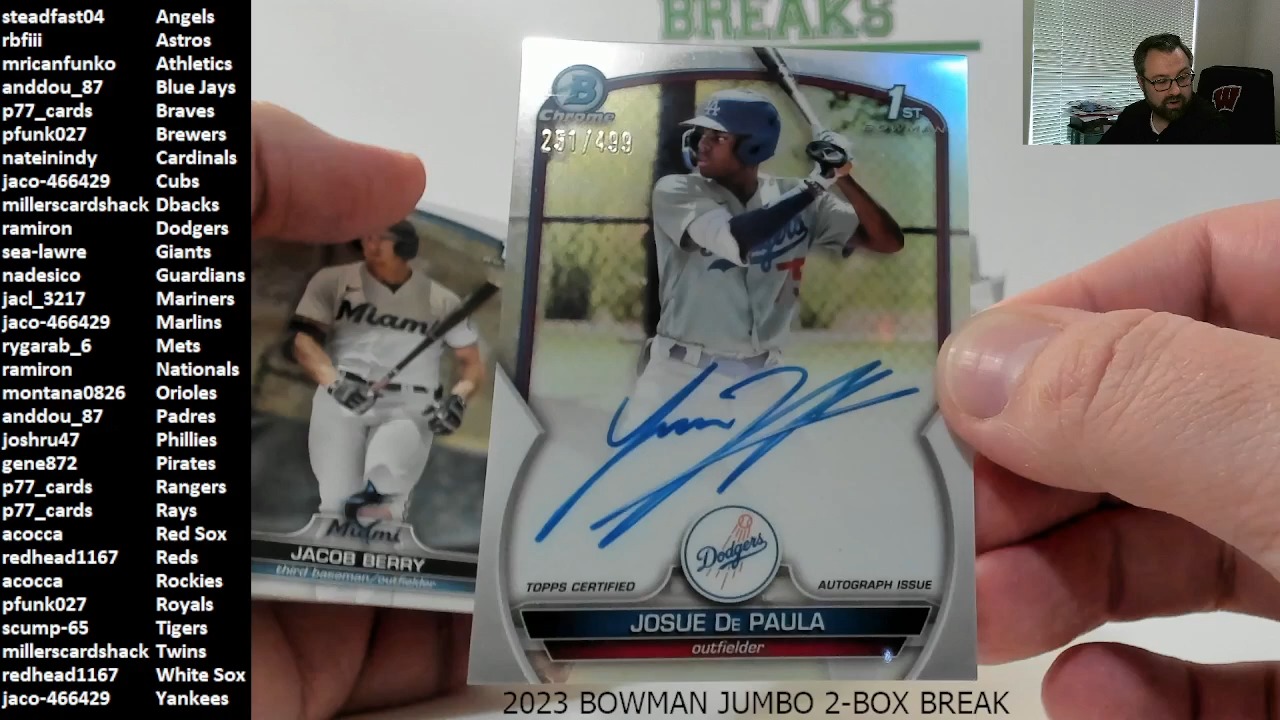 steadfast04 Angels
rbfiii Astros
mricanfunko Athletics
anddou_87 Blue Jays
p77_cards Braves
pfunk027 Brewers
nateinindy Cardinals
jaco-466429 Cubs
millerscardshack Dbacks
ramiron Dodgers
sea-lawre Giants
nadesico Guardians
jacl_3217 Mariners
jaco-466429 Marlins
rygarab_6 Mets
ramiron Nationals
montana0826 Orioles
anddou_87 Padres
joshru47 Phillies
gene872 Pirates
p77_cards Rangers
p77_cards Rays
acocca Red Sox
redhead1167 Reds
acocca Rockies
pfunk027 Royals
scump-65 Tigers
millerscardshack Twins
redhead1167 White Sox
jaco-466429 Yankees
BREAKS
W
B
Chrome
251/499
1ST
BOWMAN
LA
Dodgers
Miami
Miami
JACOB BERRY
third baseman/outfielder
Dodgers
TOPPS CERTIFIED
AUTOGRAPH ISSUE
JOSUE DE PAULA
outfielder
2023 BOWMAN JUMBO 2-BOX BREAK